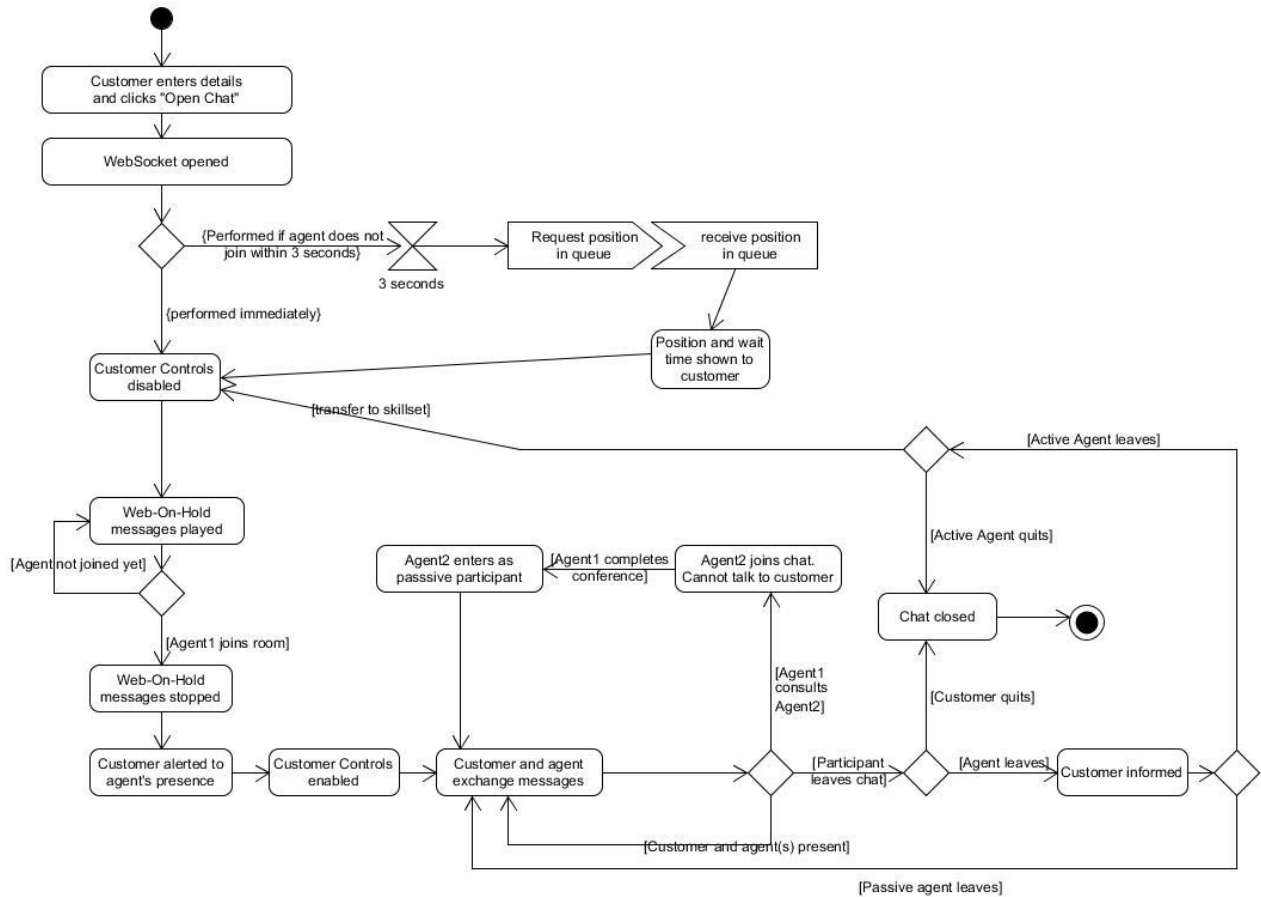 Customer enters details
and clicks "Open Chat"
WebSocket opened
{Performed if agent does not
join within 3 seconds}
3 seconds
Request position
in queue
receive position
in queue
{performed immediately}
Position and wait
time shown to
customer
Customer Controls
disabled
[transfer to skillset]
[Active Agent leaves]
Web-On-Hold
messages played
[Agent not joined yet]
[Active Agent quits]
Agent2 enters as
passsive participant
[Agent1 completes
conference]
Agent2 joins chat.
Cannot talk to customer
Chat closed
[Agent1 joins room]
Web-On-Hold
messages stopped
[Agent1
consults
Agent2]
[Customer quits]
Customer alerted to
agent's presence
Customer Controls
enabled
Customer and agent
exchange messages
[Participant
leaves chat]
[Agent leaves]
Customer informed
[Customer and agent(s) present]
[Passive agent leaves]